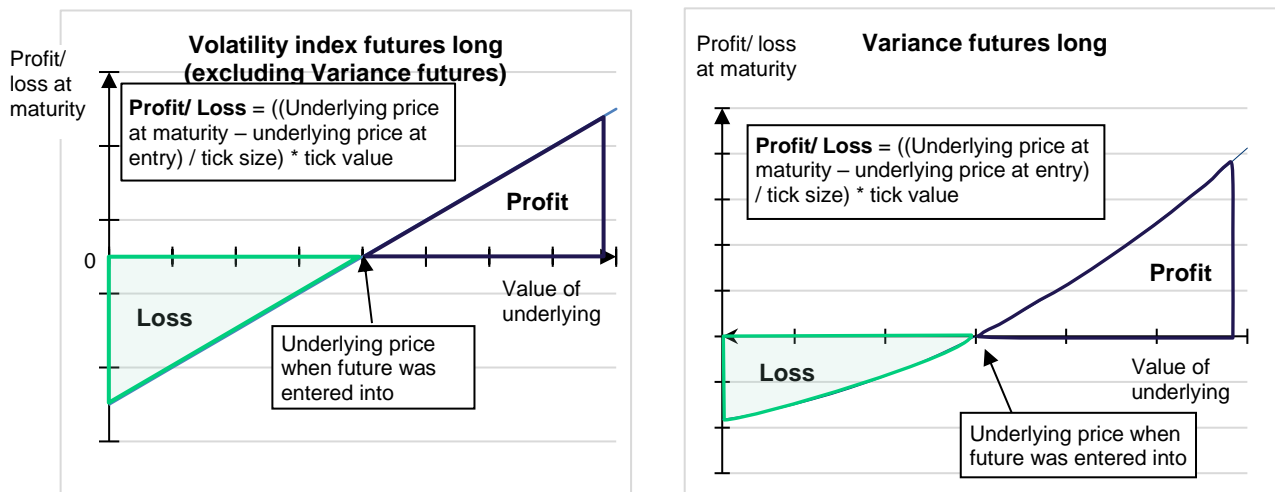 Profit/
loss at
maturity
Volatility index futures long
(excluding Variance futures)
Profit/ Loss = ((Underlying price
at maturity – underlying price at
entry) / tick size) * tick value
Profit
0
Loss
Value of
underlying
Underlying price
when future was
entered into
Profit/ loss
at maturity
Variance futures long
Profit/ Loss = ((Underlying price at
maturity – underlying price at entry)
/ tick size) * tick value
Profit
Loss
Value of
underlying
Underlying price when
future was entered into